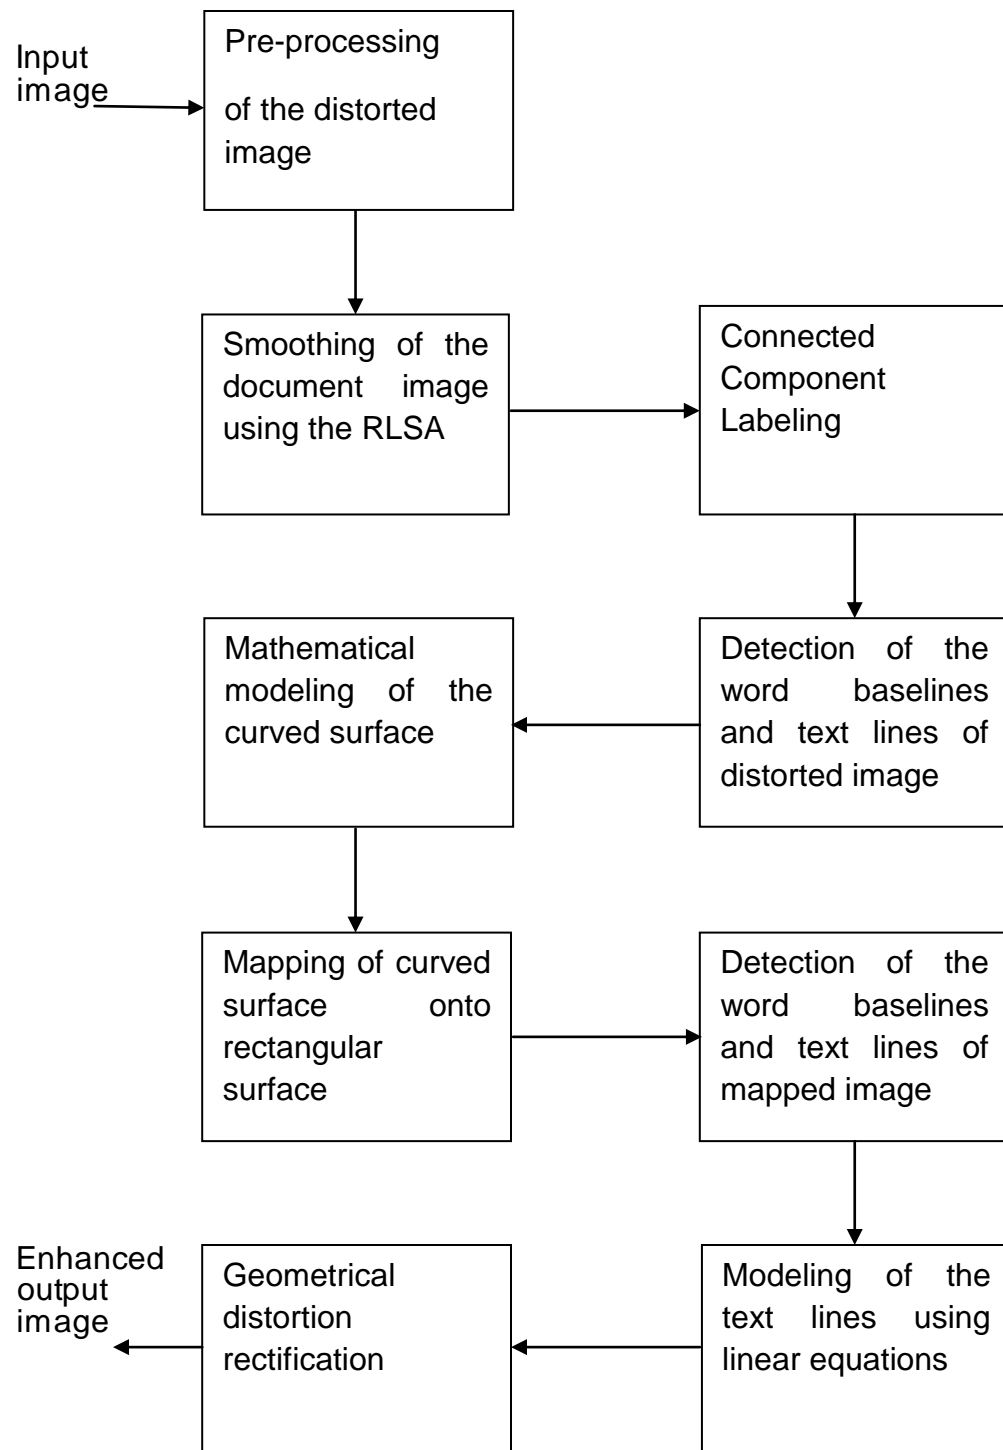 Input
image
Pre-processing
of the distorted
image
Smoothing of the
document image
using the RLSA
Connected
Component
Labeling
Detection of the
word baselines
and text lines of
distorted image
Mathematical
modeling of the
curved surface
Mapping of curved
surface onto
rectangular
surface
Detection of the
word baselines
and text lines of
mapped image
Modeling of the
text lines using
linear equations
Geometrical
distortion
rectification
Enhanced
output
image